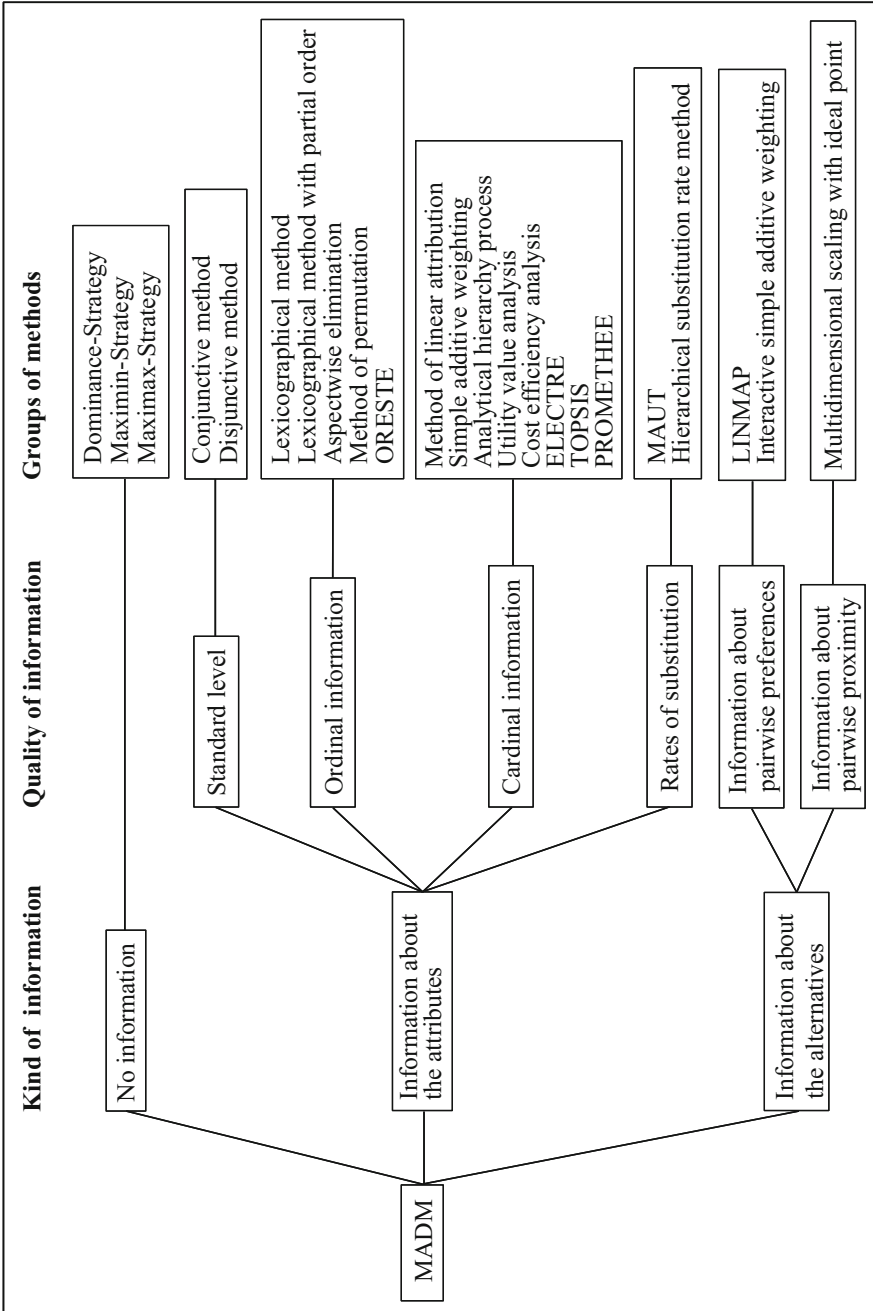 Kind of information
Quality of information
Groups of methods
MADM
No information
Dominance-Strategy
Maximin-Strategy
Maximax-Strategy
Information about
the attributes
Standard level
Conjunctive method
Disjunctive method
Ordinal information
Lexicographical method
Lexicographical method with partial order
Aspectwise elimination
Method of permutation
ORESTE
Cardinal information
Method of linear attribution
Simple additive weighting
Analytical hierarchy process
Utility value analysis
Cost efficiency analysis
ELECTRE
TOPSIS
PROMETHEE
Rates of substitution
MAUT
Hierarchical substitution rate method
Information about
the alternatives
Information about
pairwise preferences
LINMAP
Interactive simple additive weighting
Information about
pairwise proximity
Multidimensional scaling with ideal point